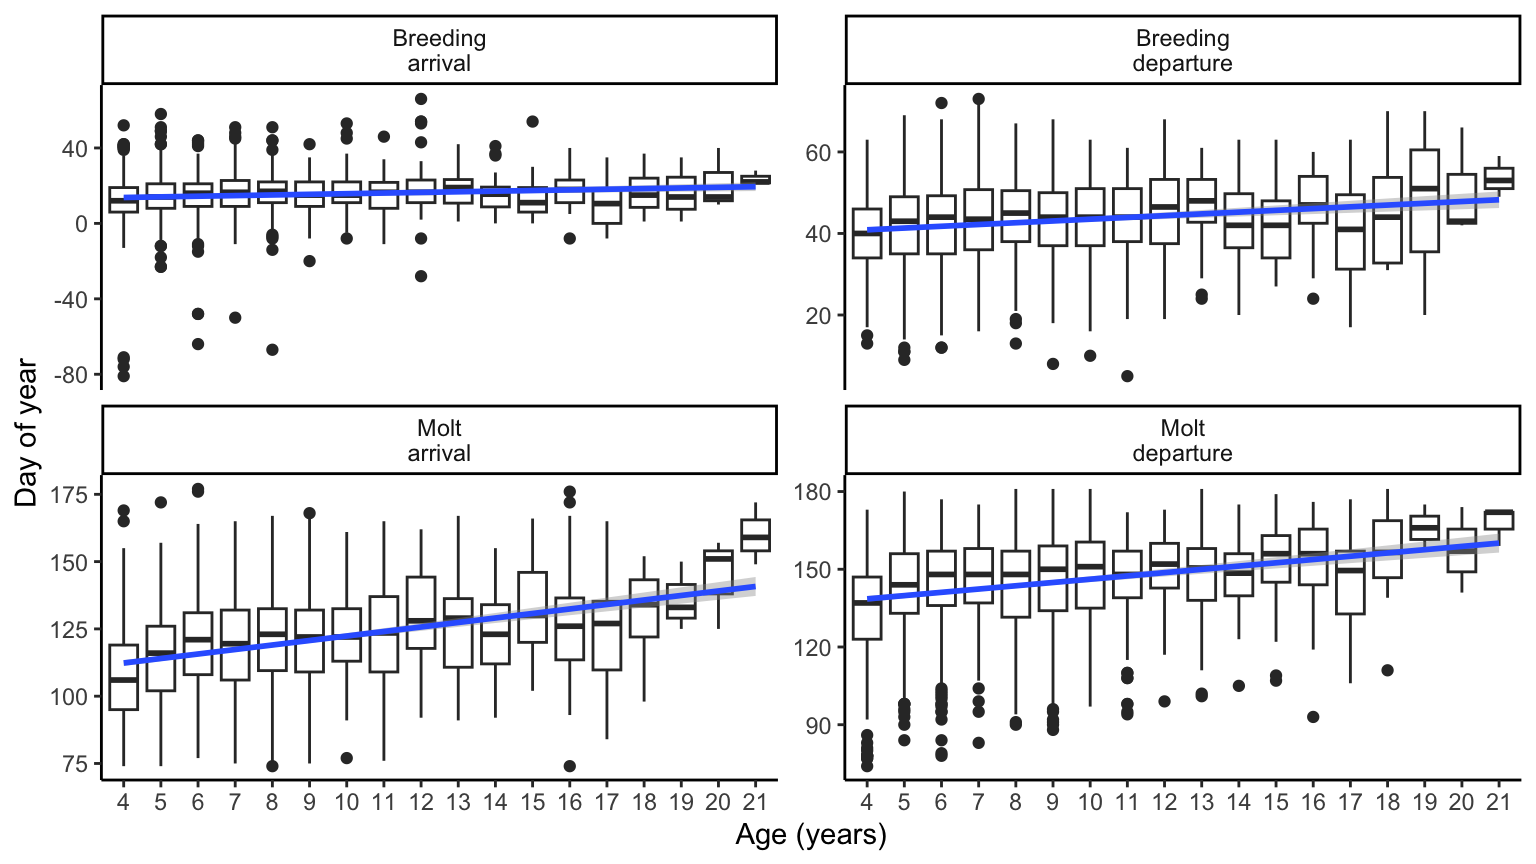 Breeding
arrival
Breeding
departure
40
0
-40
-80
60
40
20
Day of year
Molt
arrival
Molt
departure
175
150
125
100
75
180
150
120
90
4 5 6 7 8 9 10 11 12 13 14 15 16 17 18 19 20 21
4 5 6 7 8 9 10 11 12 13 14 15 16 17 18 19 20 21
Age (years)